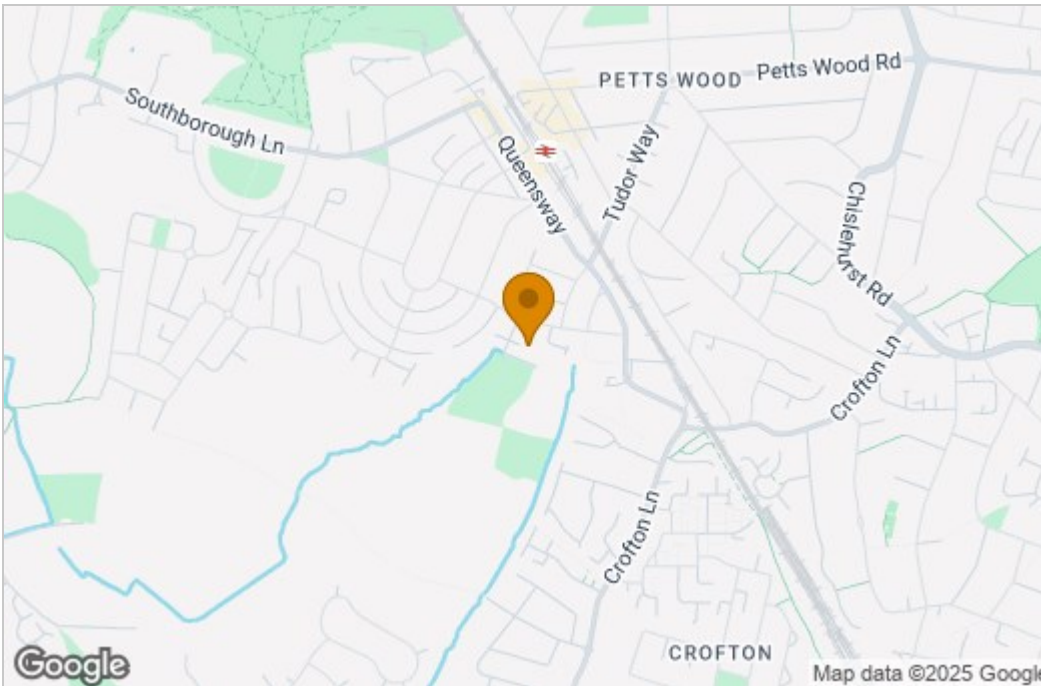 PETTS WOOD
Petts Wood Rd
Southborough Ln
Queensway
Tudor Way
Chislehurst Rd
Crofton Ln
Crofton Ln
CROFTON
Google
Map data ©2025 Google